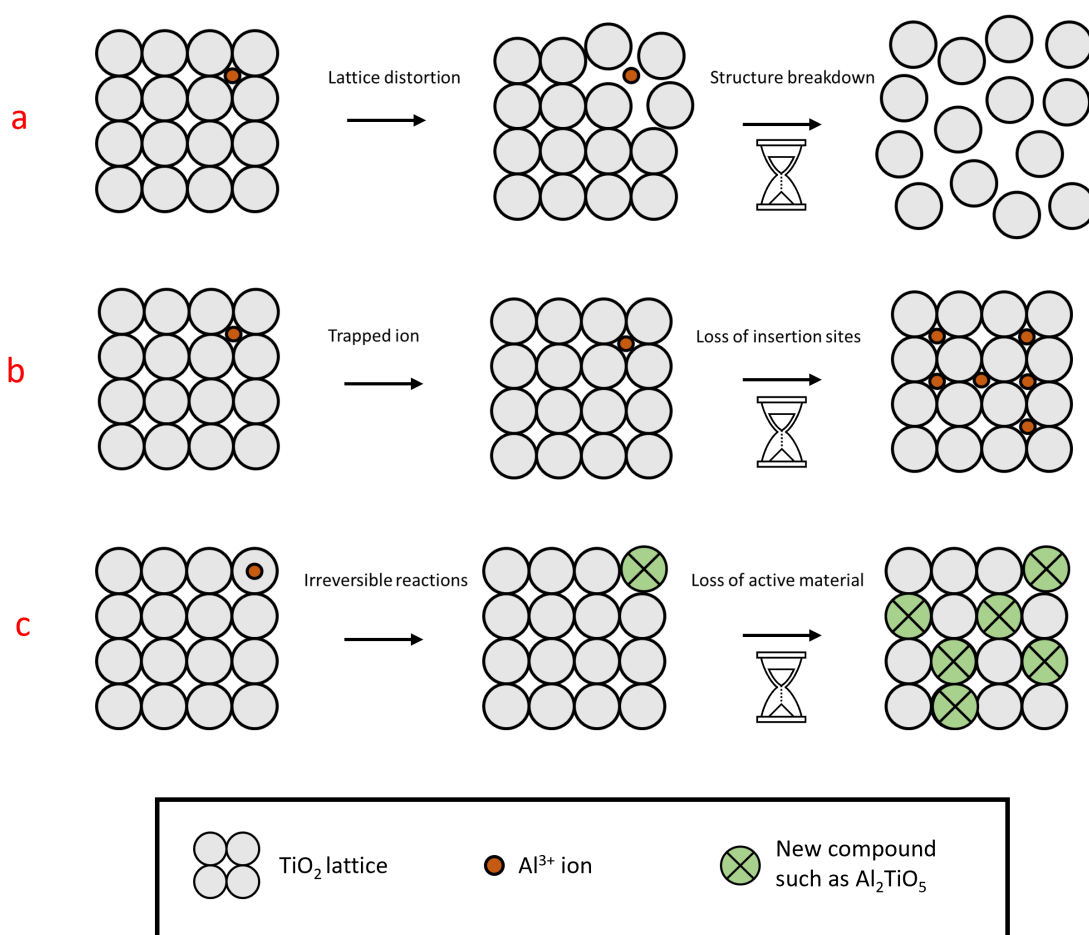 a
Lattice distortion
Structure breakdown
b
Trapped ion
Loss of insertion sites
c
Irreversible reactions
Loss of active material
TiO₂ lattice
Al³⁺ ion
New compound
such as Al₂TiO₅